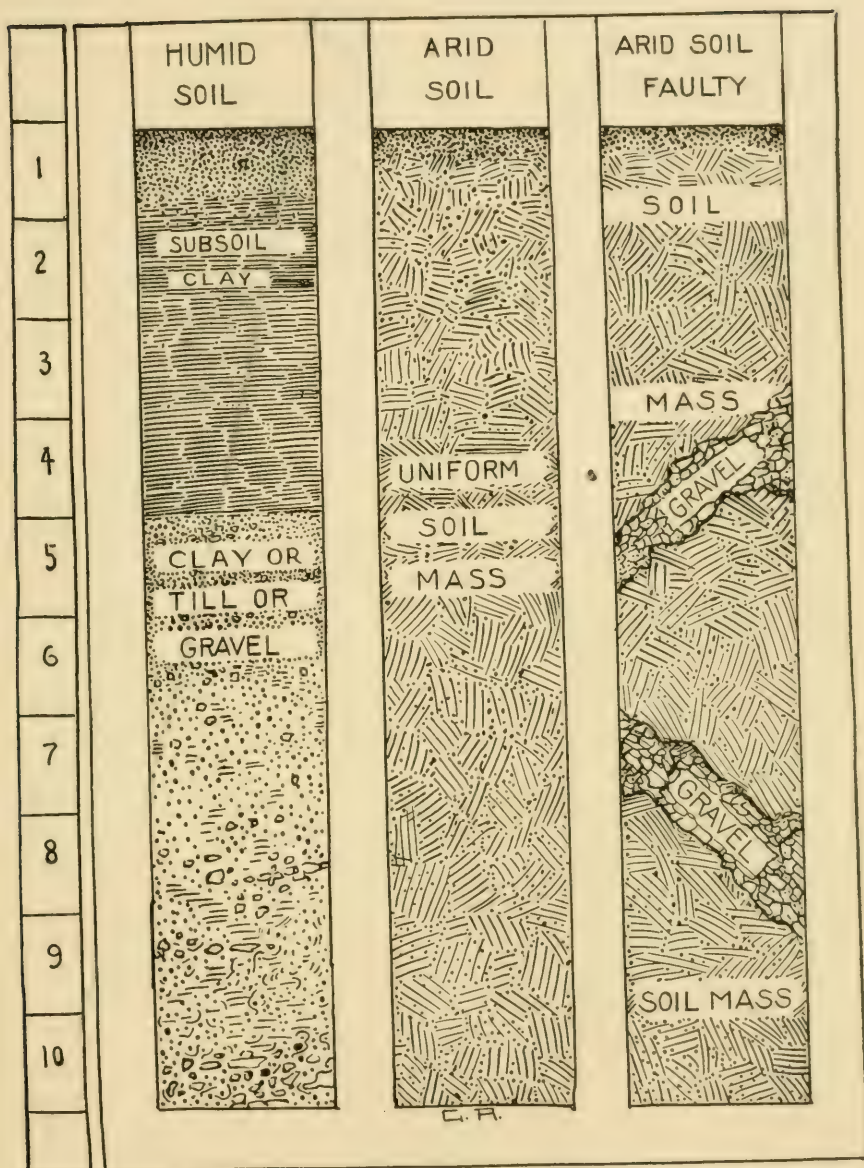 HUMID
SOIL
ARID
SOIL
ARID SOIL
FAULTY
1
2
3
4
5
6
7
8
9
10
SUBSOIL
CLAY
CLAY OR
TILL OR
GRAVEL
UNIFORM
SOIL
MASS
SOIL
MASS
GRAVEL
GRAVEL
SOIL MASS
C. A.